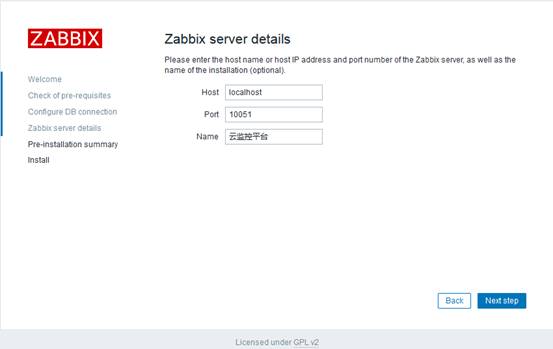 ZABBIX
Zabbix server details
Please enter the host name or host IP address and port number of the Zabbix server, as well as the
name of the installation (optional).
Welcome
Check of pre-requisites
Configure DB connection
Zabbix server details
Pre-installation summary
Install
Host localhost
Port 10051
Name 云监控平台
Back Next step
Licensed under GPL v2